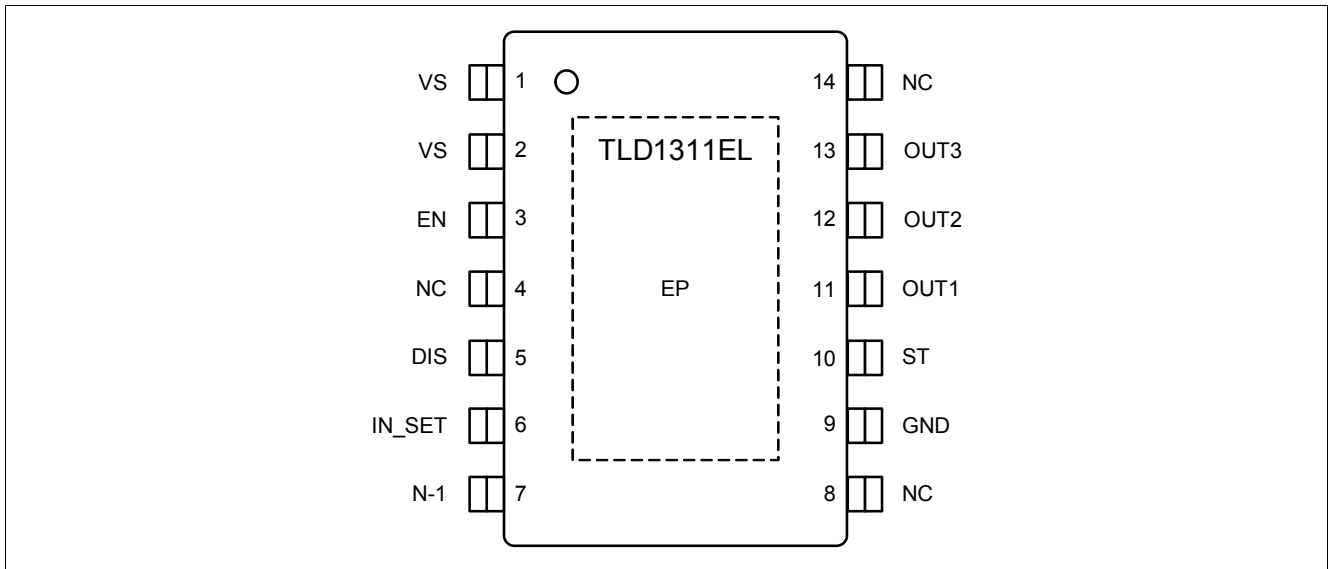 VS 1 14 NC
VS 2 TLD1311EL 13 OUT3
EN 3 12 OUT2
NC 4 EP 11 OUT1
DIS 5 10 ST
IN_SET 6 9 GND
N-1 7 8 NC